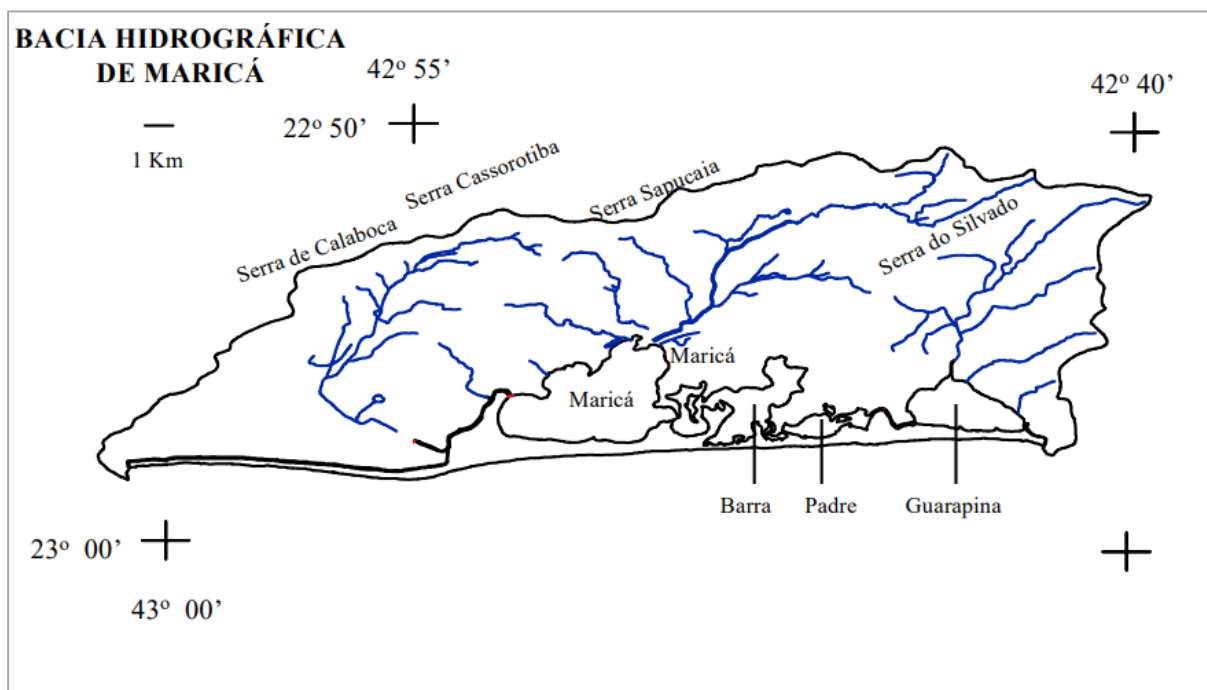 BACIA HIDROGRÁFICA
DE MARICÁ
42º 55’
42º 40’
22º 50’
1 Km
Serra Cassorotiba
Serra Sapucaia
Serra de Calaboca
Serra do Silvado
Maricá
Maricá
Barra
Padre
Guarapina
23º 00’
43º 00’